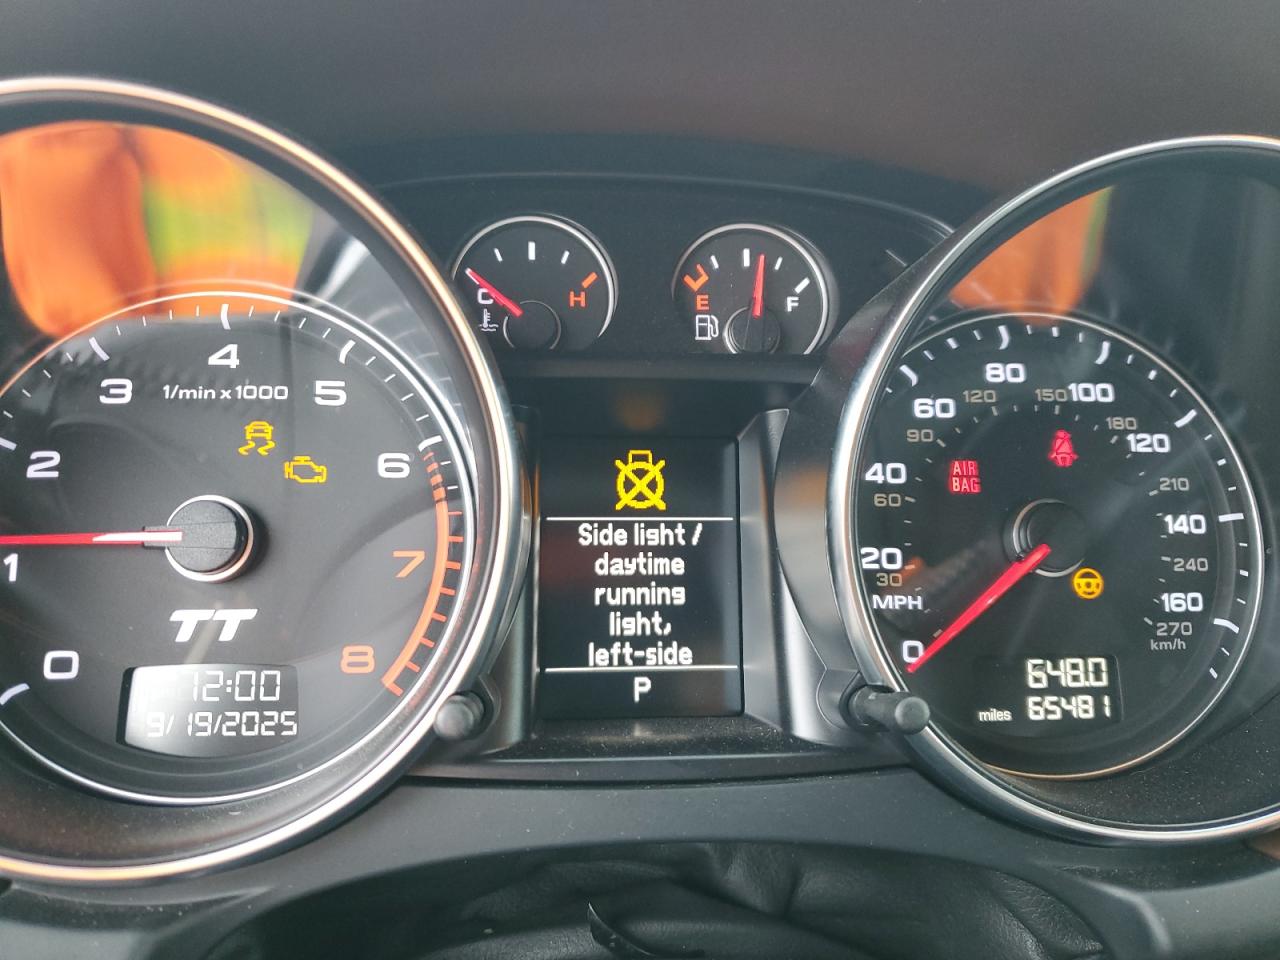 0
1
2
3
4
5
6
7
8
1/min x 1000
TT
12:00
9/19/2025
C
H
E
F
Side light /
daytime
running
light,
left-side
P
0
20
40
60
80
100
120
140
160
30
60
90
120
150
180
210
240
270
MPH
km/h
AIR
BAG
648.0
miles 65481